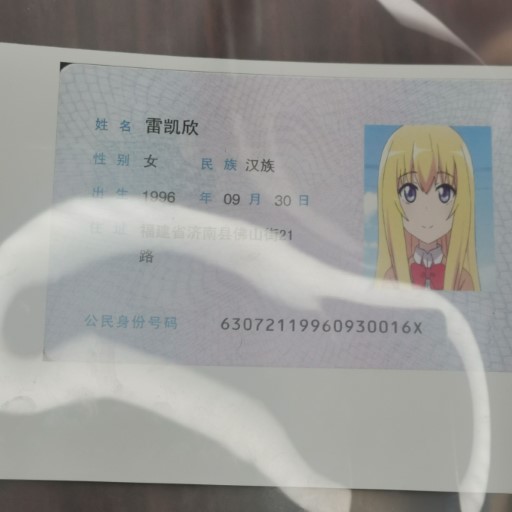 姓名 雷凯欣
性别 女 民族 汉族
出生 1996 年 09 月 30 日
住址 福建省济南县佛山街21
路
公民身份号码 63072119960930016X